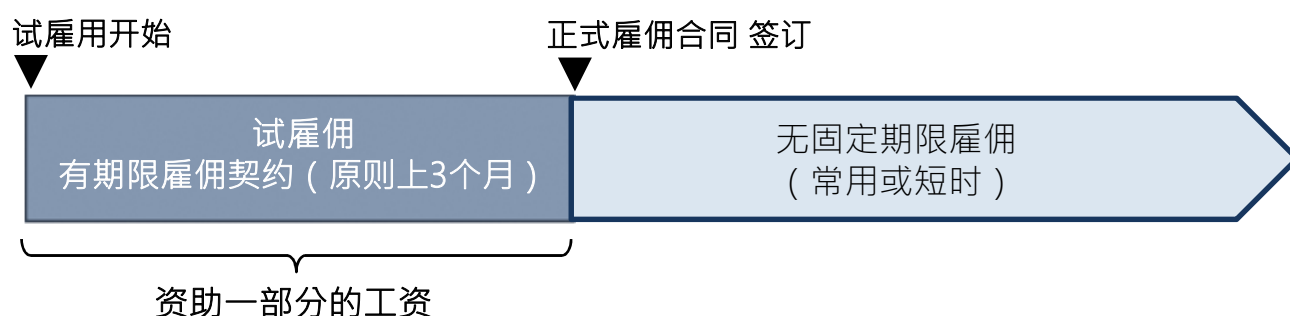 试雇用开始
正式雇佣合同 签订
试雇佣
有期限雇佣契约（原则上3个月）
无固定期限雇佣
（常用或短时）
资助一部分的工资